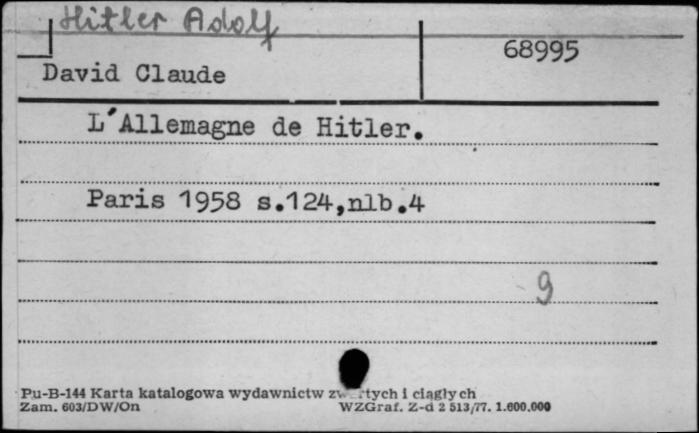 Hitler Adolf
68995
David Claude
L'Allemagne de Hitler.
Paris 1958 s.124,nlb.4
9
Pu-B-144 Karta katalogowa wydawnictw zwartych i ciągłych
Zam. 603/DW/On WZGraf. Z-d 2 513/77. 1.600.000